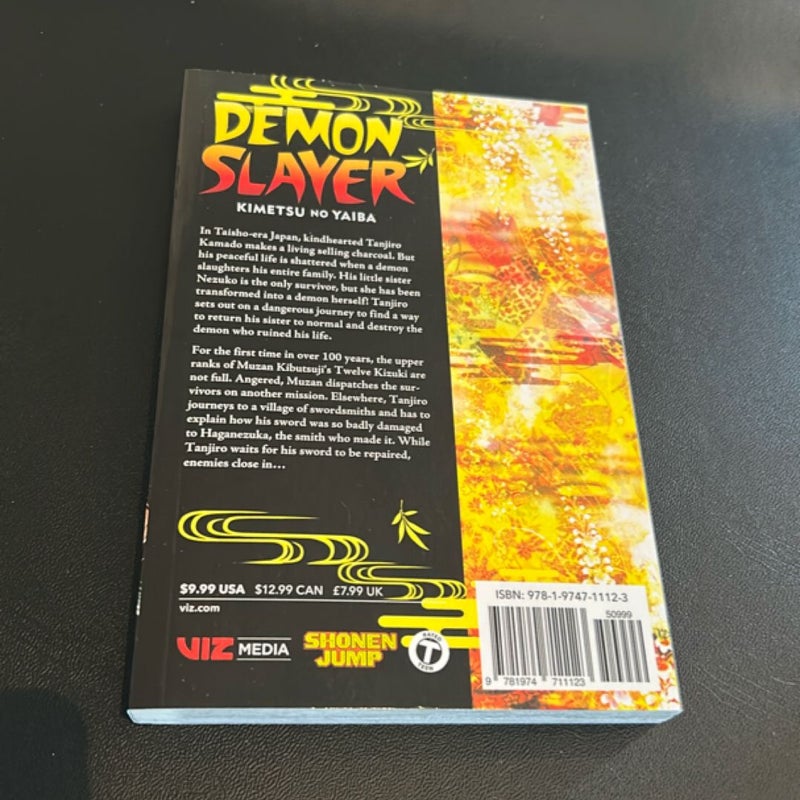 DEMON
SLAYER
KIMETSU NO YAIBA
In Taisho-era Japan, kindhearted Tanjiro
Kamado makes a living selling charcoal. But
his peaceful life is shattered when a demon
slaughters his entire family. His little sister
Nezuko is the only survivor, but she has been
transformed into a demon herself! Tanjiro
sets out on a dangerous journey to find a way
to return his sister to normal and destroy the
demon who ruined his life.
For the first time in over 100 years, the upper
ranks of Muzan Kibutsuji's Twelve Kizuki are
not full. Angered, Muzan dispatches the sur-
vivors on another mission. Elsewhere, Tanjiro
journeys to a village of swordsmiths and has to
explain how his sword was so badly damaged
to Haganezuka, the smith who made it. While
Tanjiro waits for his sword to be repaired,
enemies close in...
$9.99 USA $12.99 CAN £7.99 UK
viz.com
VIZ MEDIA
SHONEN
JUMP
RATED
T
TEEN
ISBN: 978-1-9747-1112-3
50999
9 781974 711123